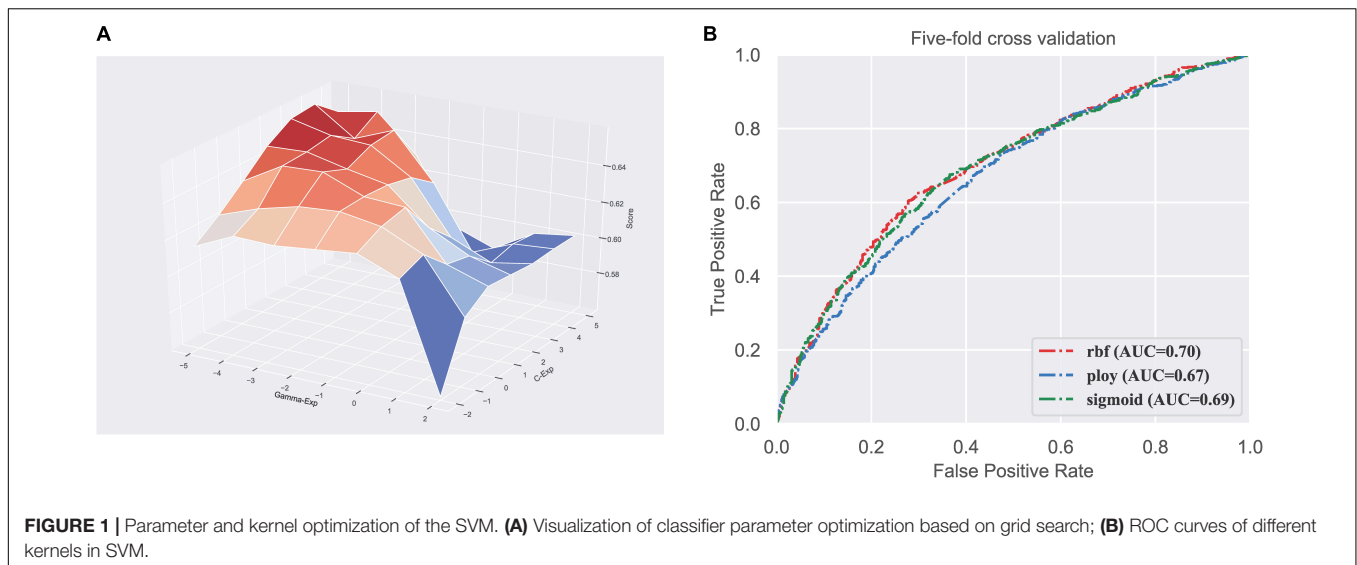 A
0.64
0.62
0.60
0.58
Score
-5
-4
-3
-2
-1
0
1
2
Gamma-Exp
-2
-1
0
1
2
3
4
5
C-Exp
B
Five-fold cross validation
1.0
0.8
0.6
0.4
0.2
0.0
True Positive Rate
rbf (AUC=0.70)
ploy (AUC=0.67)
sigmoid (AUC=0.69)
0.0 0.2 0.4 0.6 0.8 1.0
False Positive Rate
FIGURE 1 | Parameter and kernel optimization of the SVM. (A) Visualization of classifier parameter optimization based on grid search; (B) ROC curves of different
kernels in SVM.